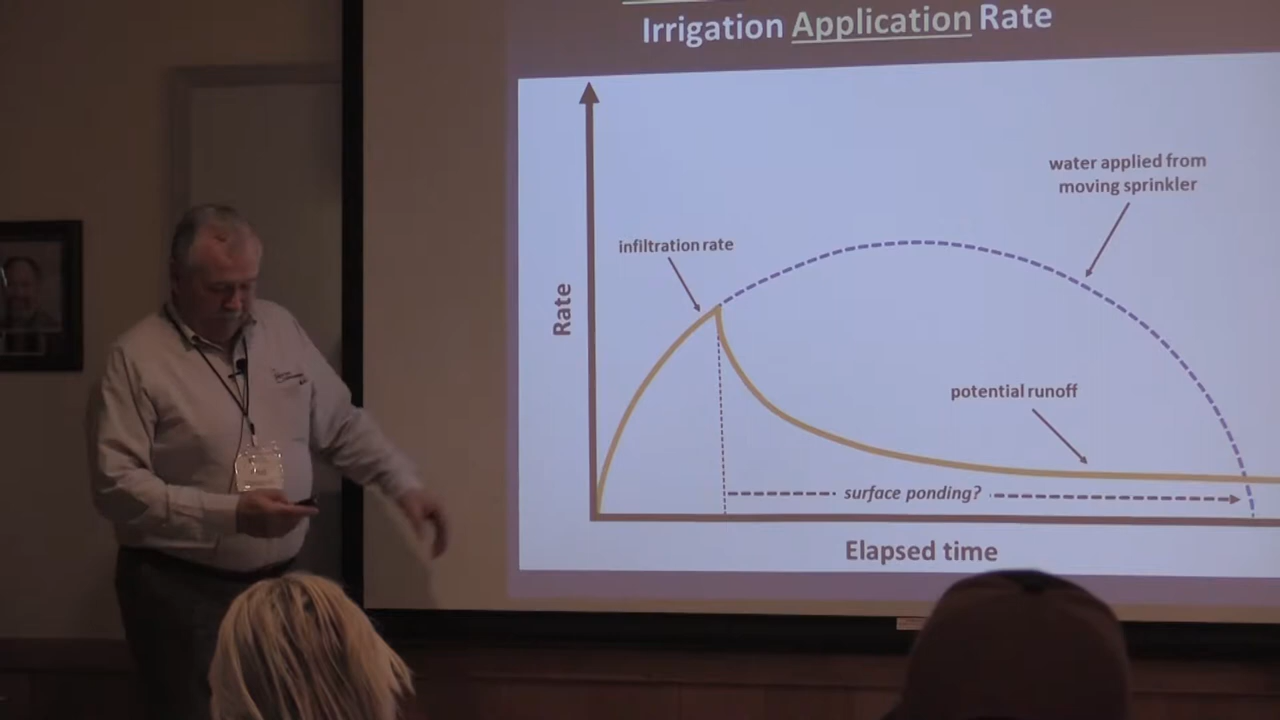 Irrigation Application Rate
water applied from
moving sprinkler
infiltration rate
Rate
potential runoff
surface ponding?
Elapsed time